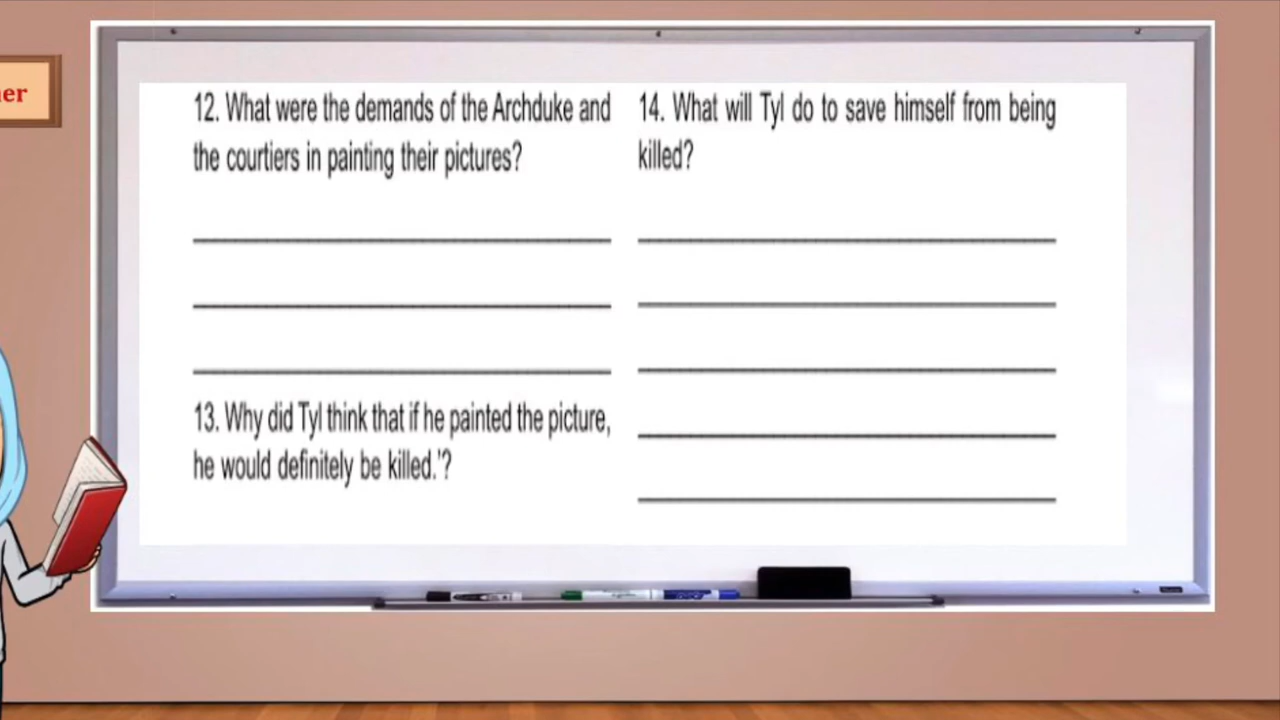 er
12. What were the demands of the Archduke and
the courtiers in painting their pictures?
13. Why did Tyl think that if he painted the picture,
he would definitely be killed.'?
14. What will Tyl do to save himself from being
killed?